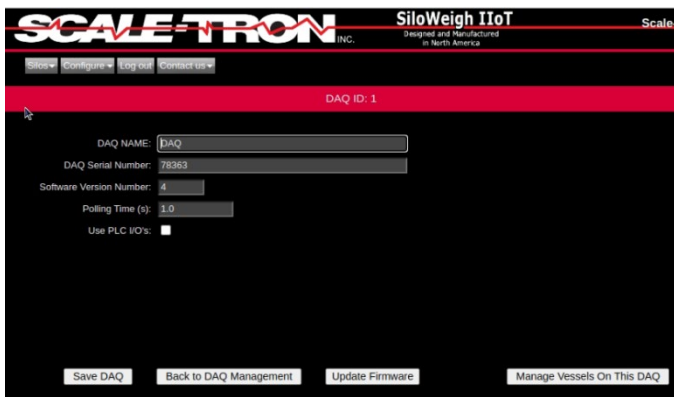 SCALE-TRON INC.
SiloWeigh IIoT
Designed and Manufactured
in North America
Scale
Silos Configure Log out Contact us
DAQ ID: 1
DAQ NAME: DAQ
DAQ Serial Number: 78363
Software Version Number: 4
Polling Time (s): 1.0
Use PLC I/O's:
Save DAQ Back to DAQ Management Update Firmware Manage Vessels On This DAQ